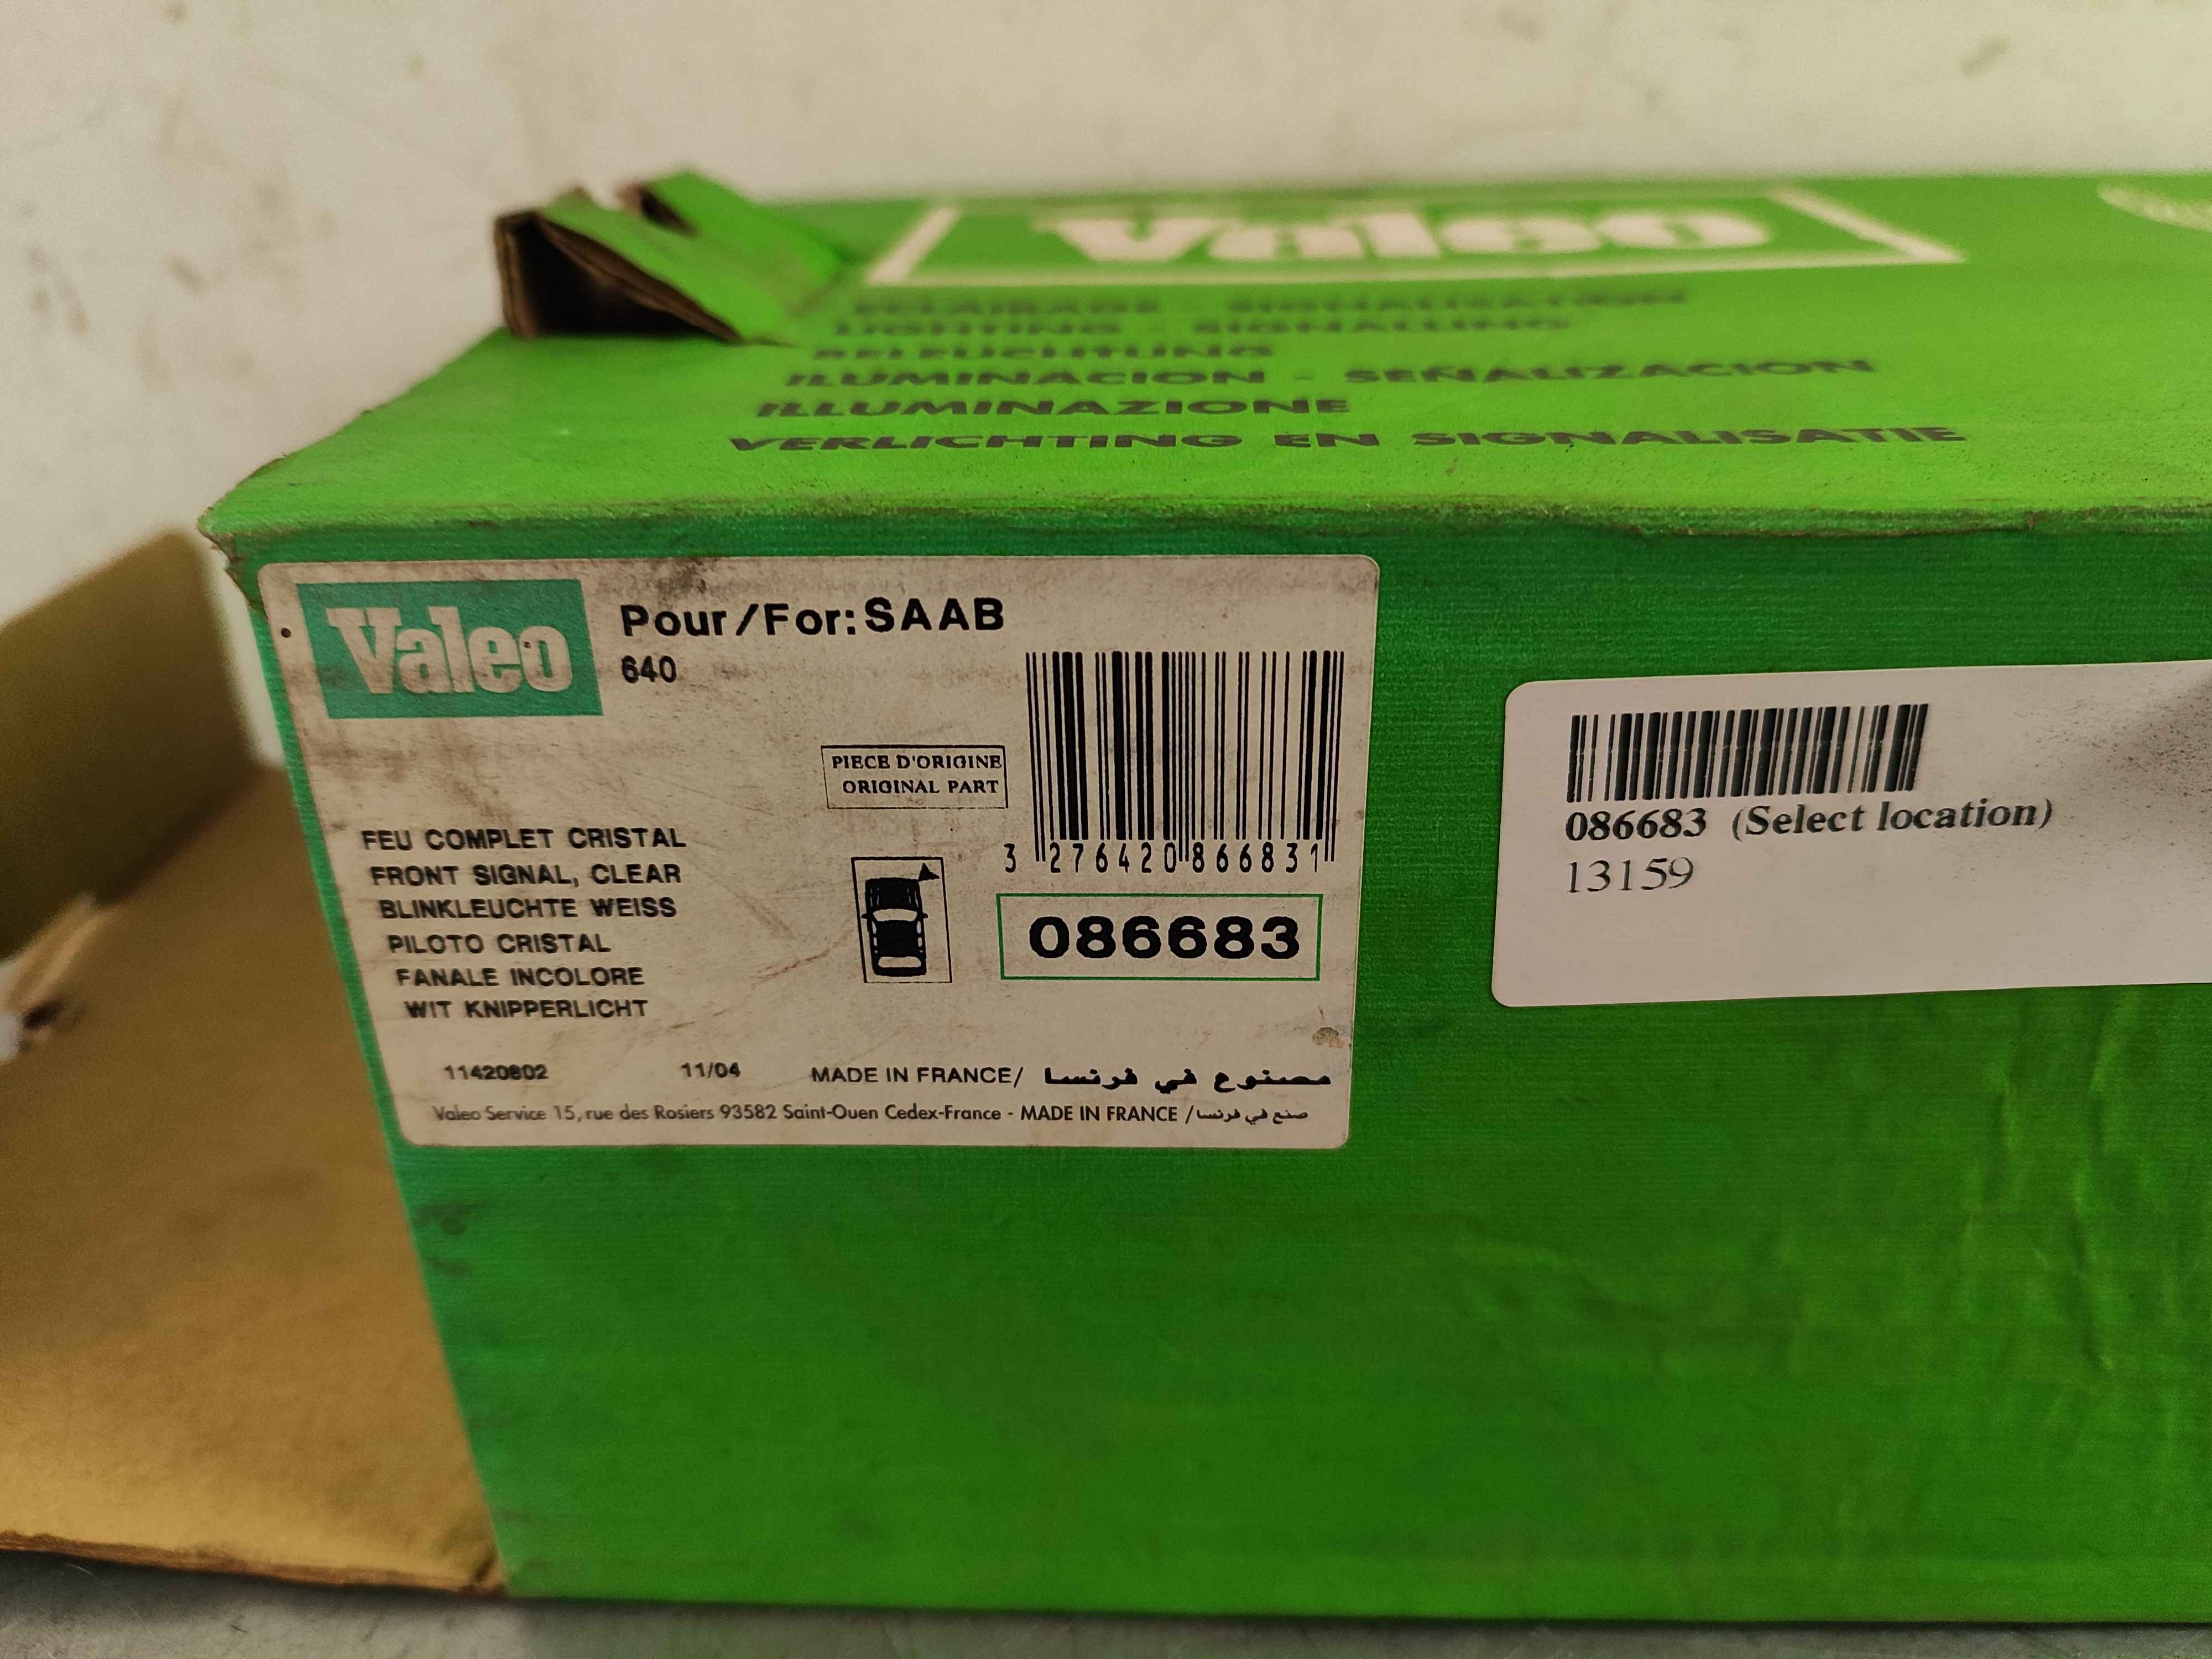 Valeo
ECLAIRAGE - SIGNALISATION
LIGHTING - SIGNALLING
BELEUCHTUNG
ILUMINACION - SEÑALIZACION
ILLUMINAZIONE
VERLICHTING EN SIGNALISATIE
Valeo
Pour/For: SAAB
640
PIECE D'ORIGINE
ORIGINAL PART
3 276420 866831
FEU COMPLET CRISTAL
FRONT SIGNAL, CLEAR
BLINKLEUCHTE WEISS
PILOTO CRISTAL
FANALE INCOLORE
WIT KNIPPERLICHT
086683
11420802 11/04 MADE IN FRANCE/ مصنوع في فرنسا
Valeo Service 15, rue des Rosiers 93582 Saint-Ouen Cedex-France - MADE IN FRANCE / صنع في فرنسا
086683 (Select location)
13159